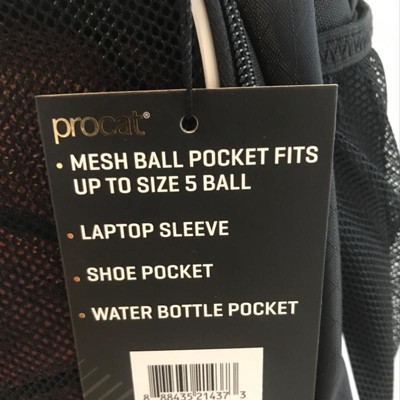 procat®
• MESH BALL POCKET FITS
UP TO SIZE 5 BALL
• LAPTOP SLEEVE
• SHOE POCKET
• WATER BOTTLE POCKET
8 88435 21437 3